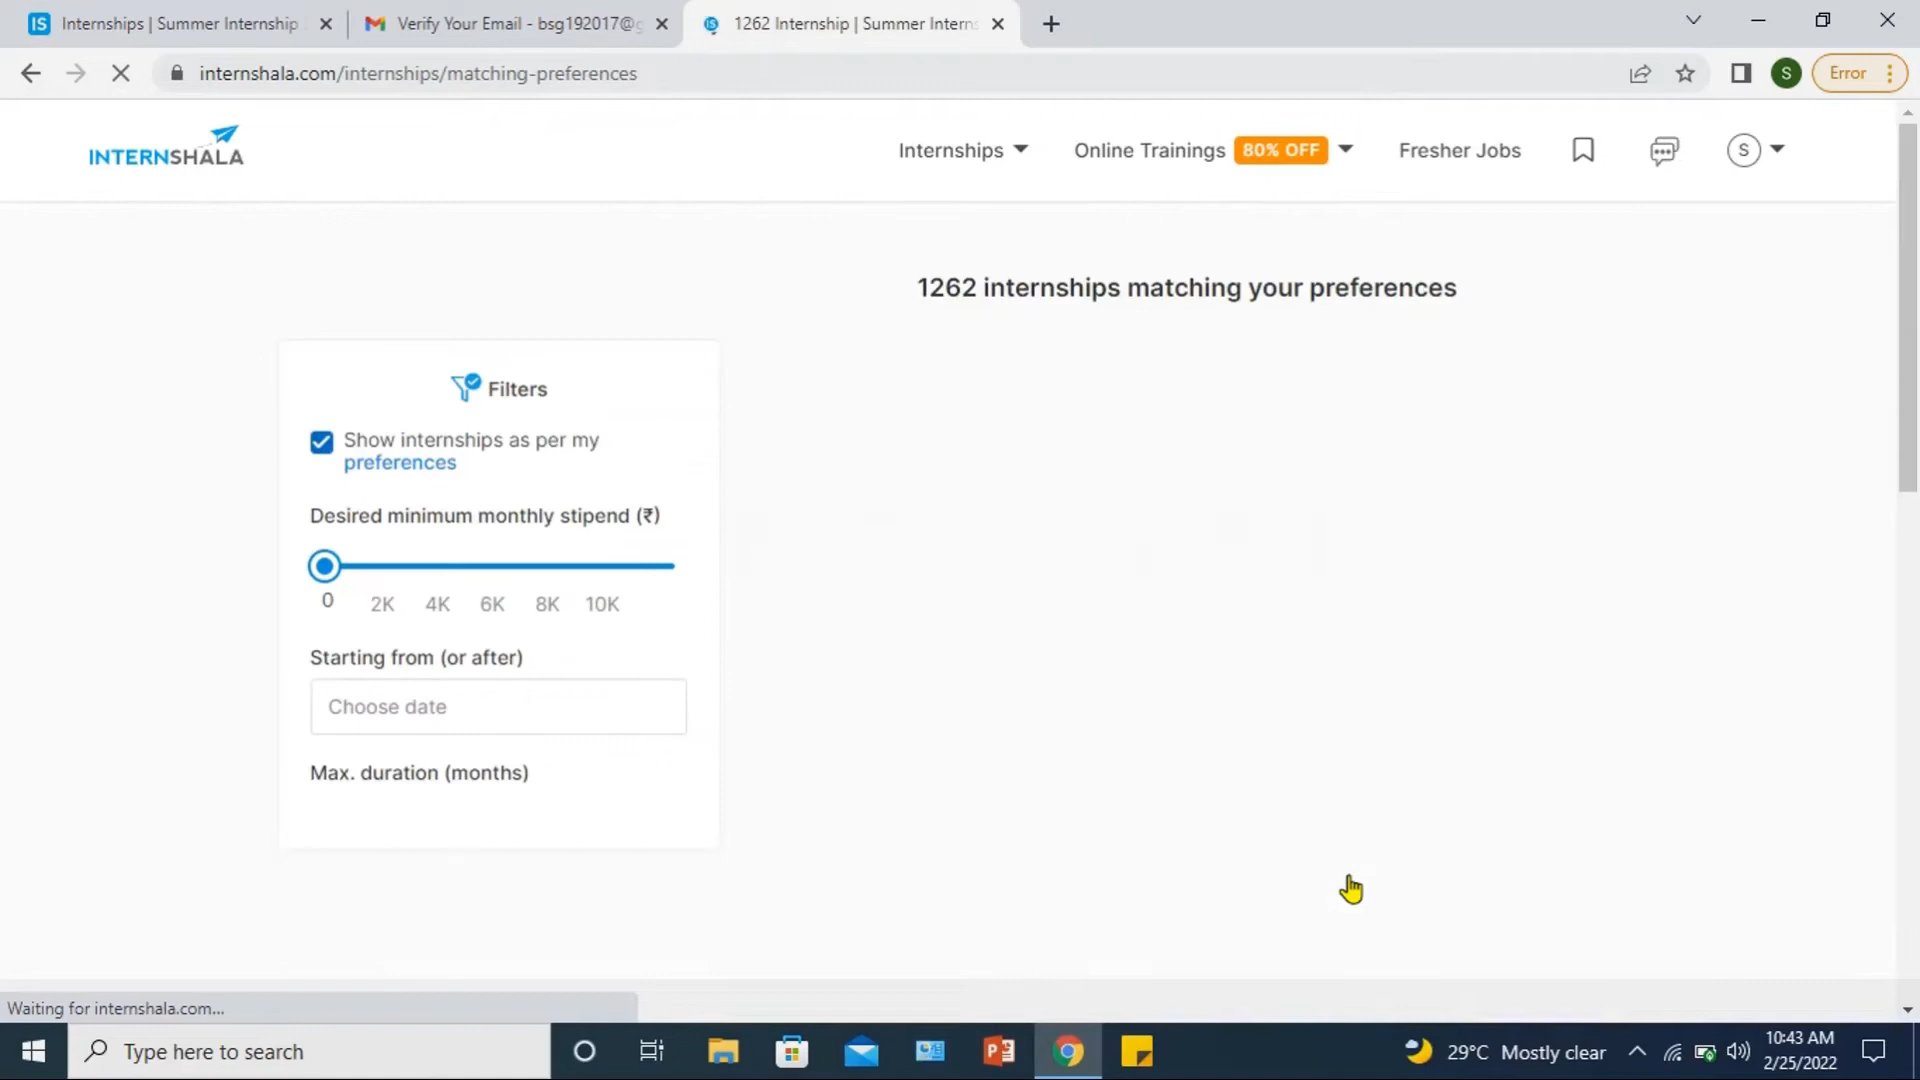 Internships | Summer Internship
Verify Your Email - bsg192017@g
1262 Internship | Summer Intern
internshala.com/internships/matching-preferences
S
Error
INTERNSHALA
Internships
Online Trainings 80% OFF
Fresher Jobs
S
1262 internships matching your preferences
Filters
Show internships as per my
preferences
Desired minimum monthly stipend (₹)
0 2K 4K 6K 8K 10K
Starting from (or after)
Choose date
Max. duration (months)
Waiting for internshala.com...
Type here to search
29°C Mostly clear
10:43 AM
2/25/2022